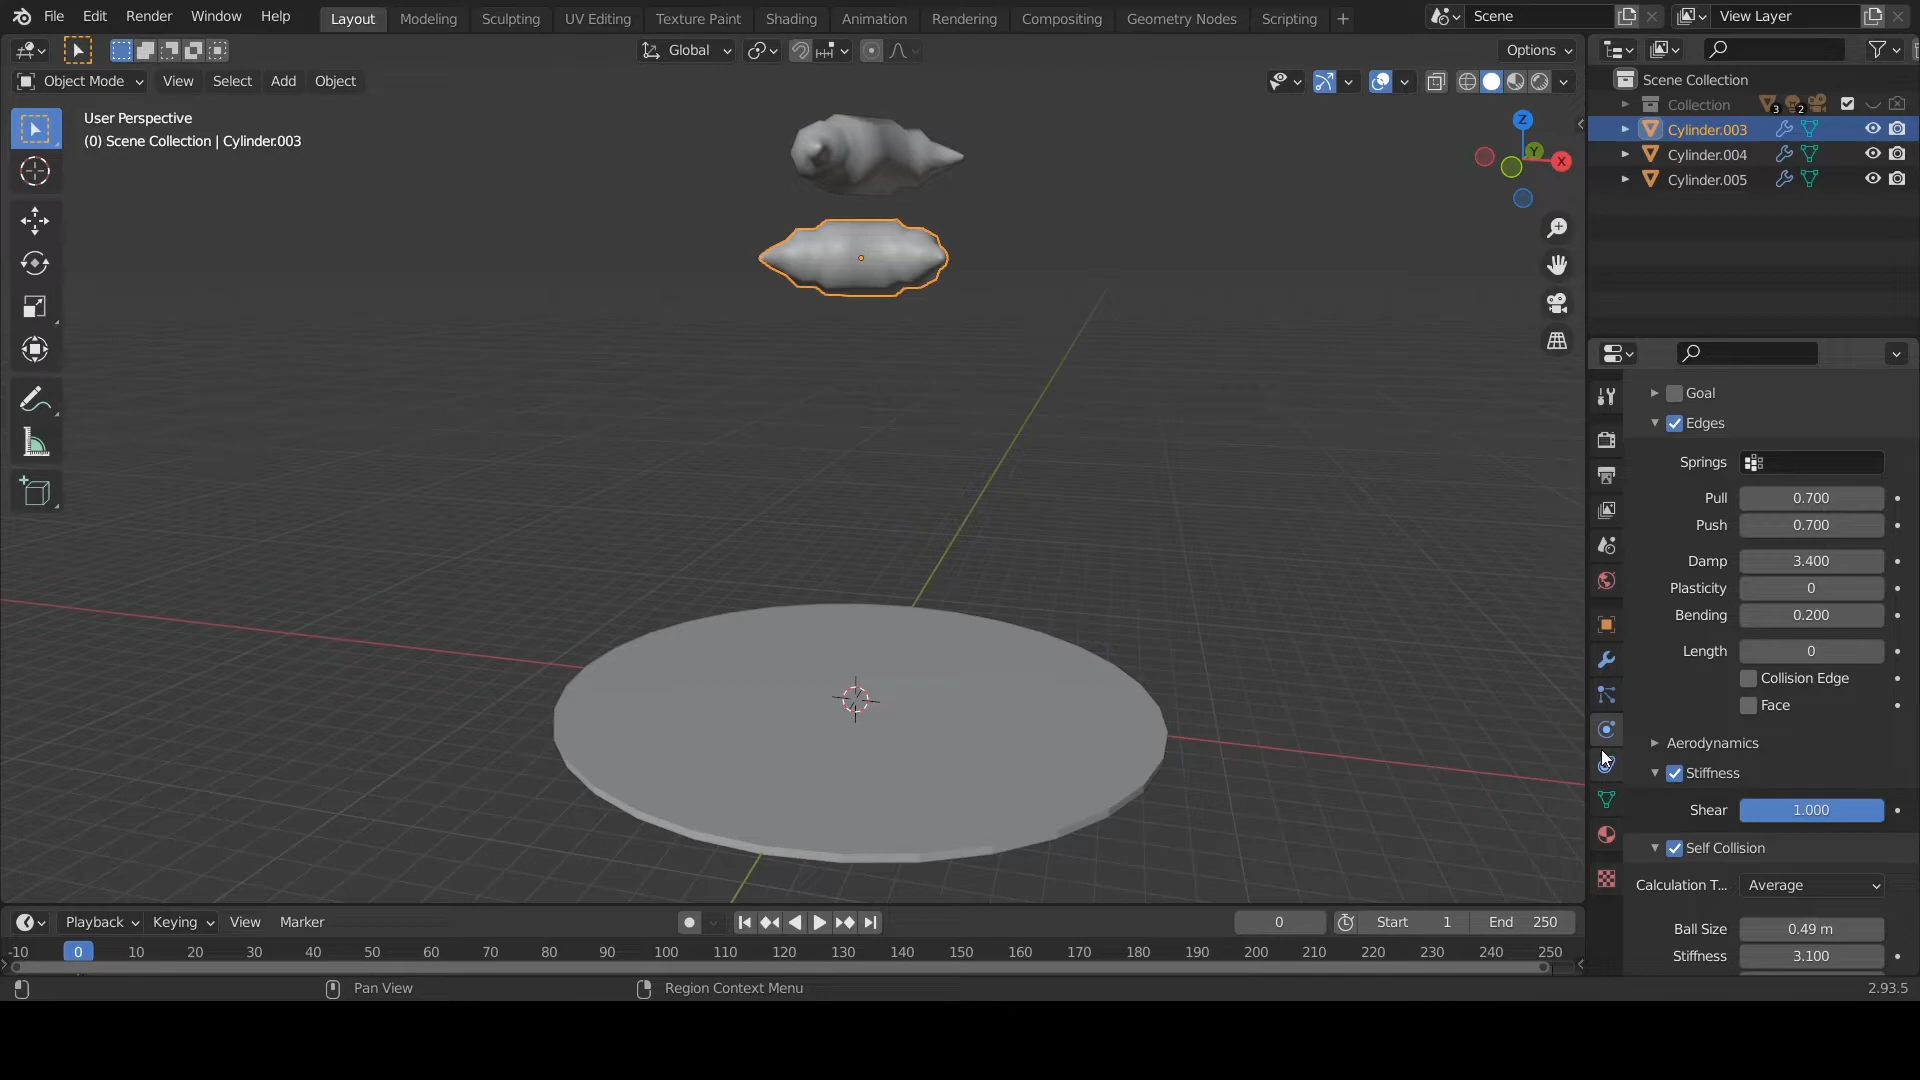 File Edit Render Window Help Layout Modeling Sculpting UV Editing Texture Paint Shading Animation Rendering Compositing Geometry Nodes Scripting + Scene View Layer
Global Options
Object Mode View Select Add Object
User Perspective
(0) Scene Collection | Cylinder.003
Z
Y
X
Scene Collection
Collection 3 2
Cylinder.003
Cylinder.004
Cylinder.005
Goal
Edges
Springs
Pull 0.700
Push 0.700
Damp 3.400
Plasticity 0
Bending 0.200
Length 0
Collision Edge
Face
Aerodynamics
Stiffness
Shear 1.000
Self Collision
Calculation T... Average
Ball Size 0.49 m
Stiffness 3.100
Playback Keying View Marker 0 Start 1 End 250
-10 0 10 20 30 40 50 60 70 80 90 100 110 120 130 140 150 160 170 180 190 200 210 220 230 240 250
Pan View Region Context Menu 2.93.5